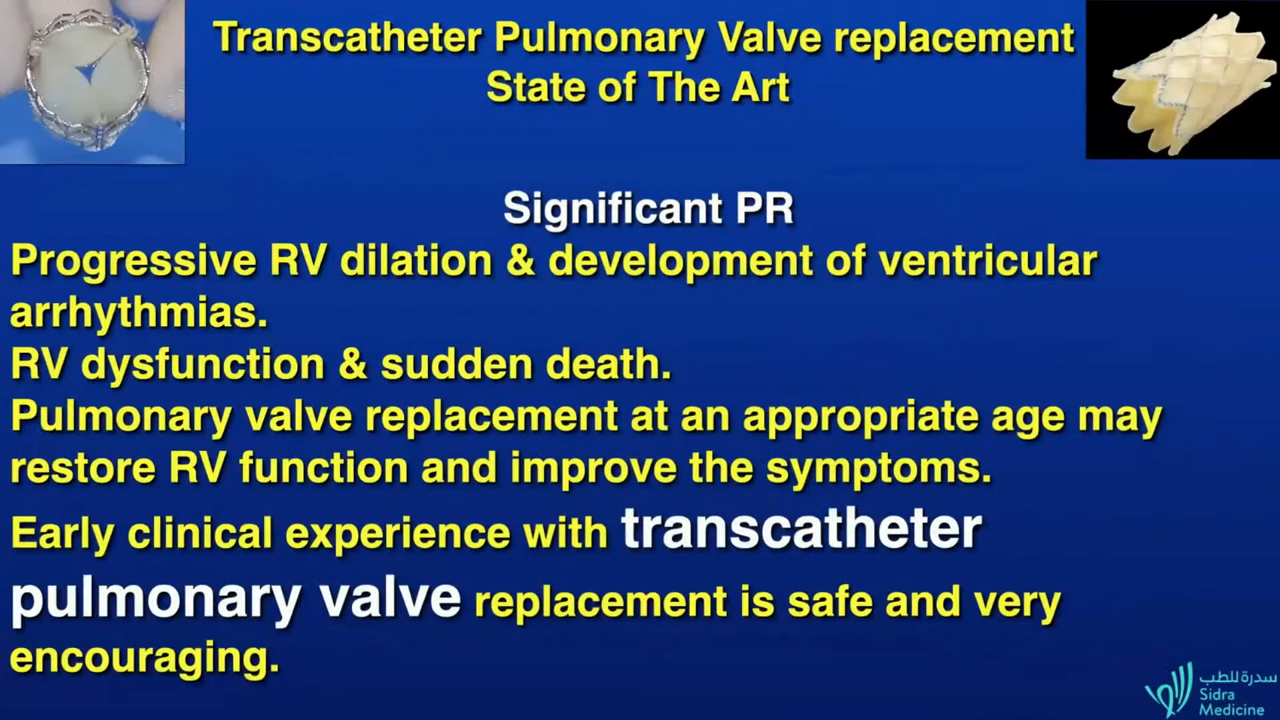 Transcatheter Pulmonary Valve replacement
State of The Art
Significant PR
Progressive RV dilation & development of ventricular
arrhythmias.
RV dysfunction & sudden death.
Pulmonary valve replacement at an appropriate age may
restore RV function and improve the symptoms.
Early clinical experience with transcatheter
pulmonary valve replacement is safe and very
encouraging.
سدرة للطب
Sidra
Medicine